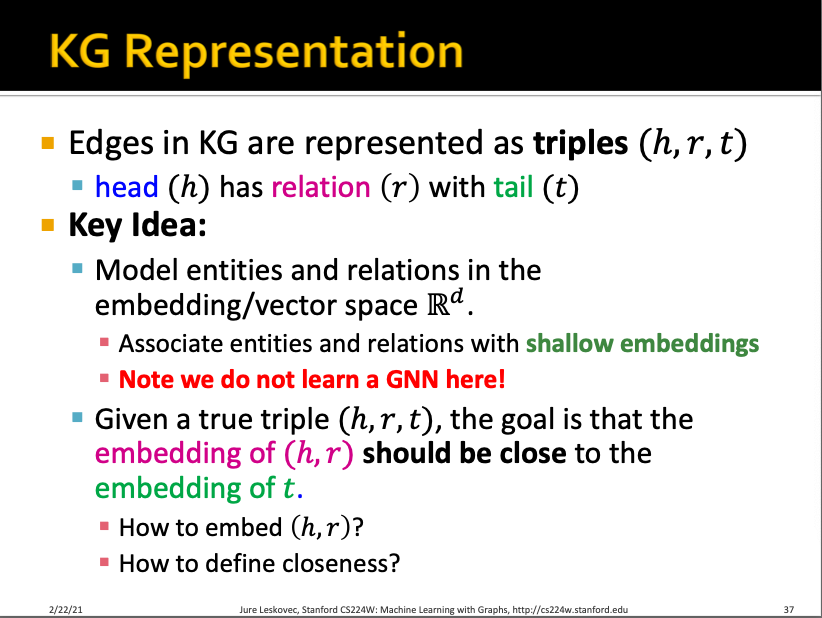 KG Representation
Edges in KG are represented as triples (h, r, t)
head (h) has relation (r) with tail (t)
Key Idea:
Model entities and relations in the
embedding/vector space ℝᵈ.
Associate entities and relations with shallow embeddings
Note we do not learn a GNN here!
Given a true triple (h, r, t), the goal is that the
embedding of (h, r) should be close to the
embedding of t.
How to embed (h, r)?
How to define closeness?
2/22/21 Jure Leskovec, Stanford CS224W: Machine Learning with Graphs, http://cs224w.stanford.edu 37